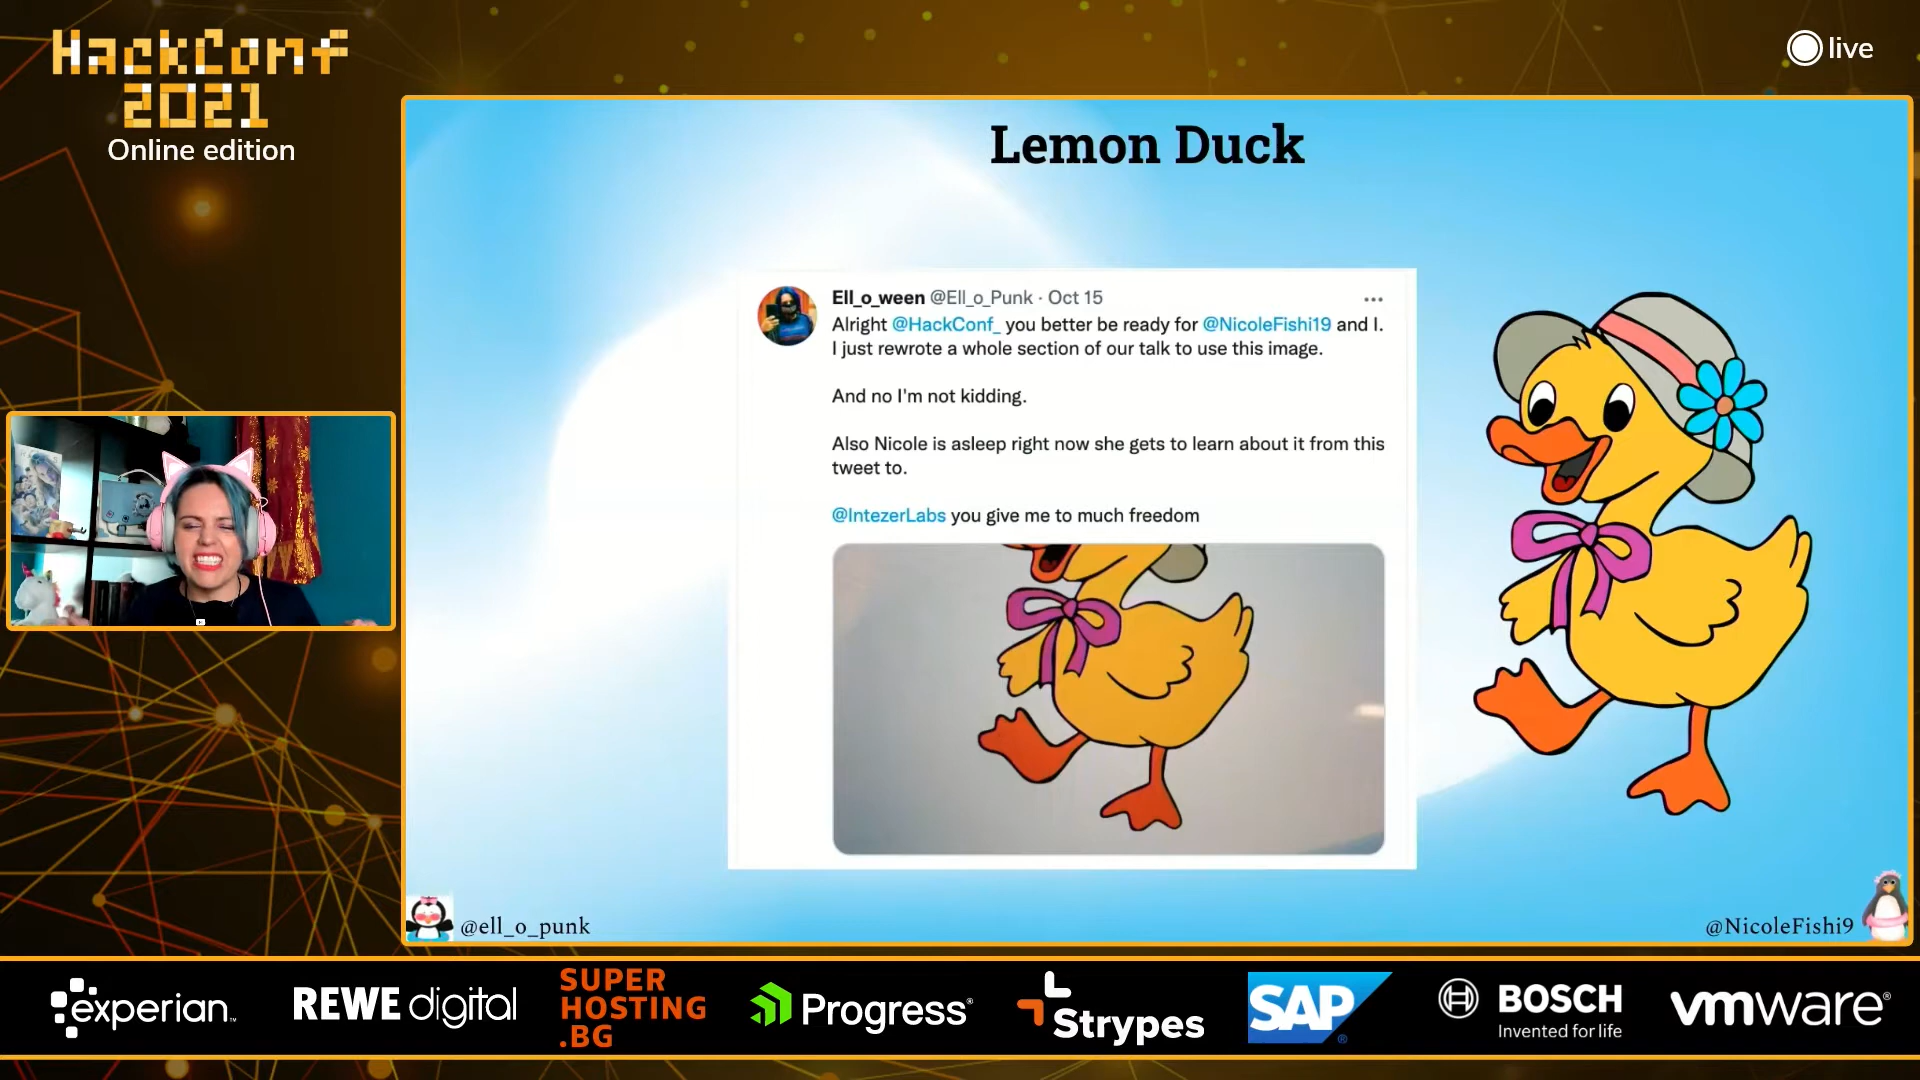 HackConf
2021
Online edition
live
Lemon Duck
Ell_o_ween @Ell_o_Punk · Oct 15
Alright @HackConf_ you better be ready for @NicoleFishi19 and I.
I just rewrote a whole section of our talk to use this image.
And no I'm not kidding.
Also Nicole is asleep right now she gets to learn about it from this
tweet to.
@IntezerLabs you give me to much freedom
@ell_o_punk
@NicoleFishi9
experian™
REWE digital
SUPER
HOSTING
.BG
Progress®
Strypes
SAP®
BOSCH
Invented for life
vmware®